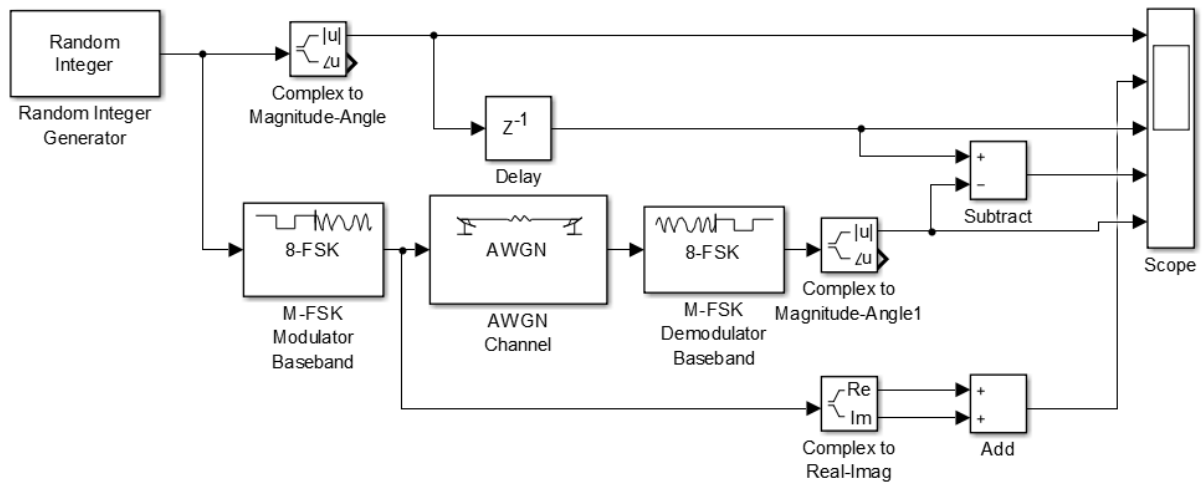 Random
Integer
Random Integer
Generator
|u|
∠u
Complex to
Magnitude-Angle
Z-1
Delay
+
−
Subtract
Scope
8-FSK
M-FSK
Modulator
Baseband
AWGN
AWGN
Channel
8-FSK
M-FSK
Demodulator
Baseband
|u|
∠u
Complex to
Magnitude-Angle1
Re
Im
Complex to
Real-Imag
+
+
Add